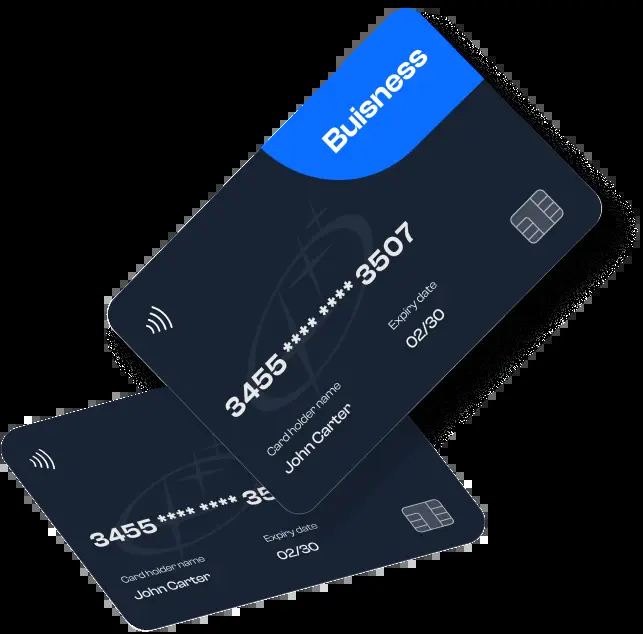 Buisness
3455 **** **** 3507
Expiry date
02/30
Card holder name
John Carter
3455 **** **** 35
Expiry date
02/30
Card holder name
John Carter